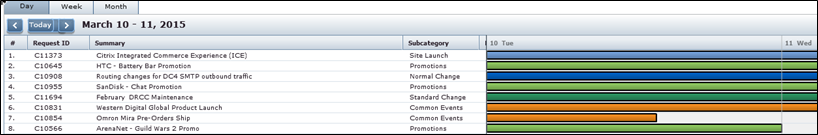 Day Week Month
Today March 10 - 11, 2015
# Request ID Summary Subcategory 10 Tue 11 Wed
1. C11373 Citrix Integrated Commerce Experience (ICE) Site Launch
2. C10645 HTC - Battery Bar Promotion Promotions
3. C10908 Routing changes for DC4 SMTP outbound traffic Normal Change
4. C10955 SanDisk - Chat Promotion Promotions
5. C11694 February DRCC Maintenance Standard Change
6. C10831 Western Digital Global Product Launch Common Events
7. C10854 Omron Mira Pre-Orders Ship Common Events
8. C10566 ArenaNet - Guild Wars 2 Promo Promotions